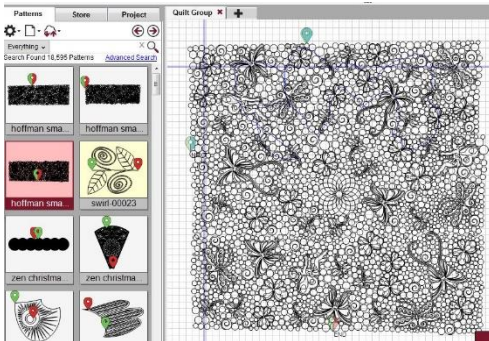 Patterns Store Project
Quilt Group
Everything
Search Found 18,595 Patterns Advanced Search
hoffman sma... hoffman sma...
hoffman sma... swirl-00023
zen christma... zen christma...
END